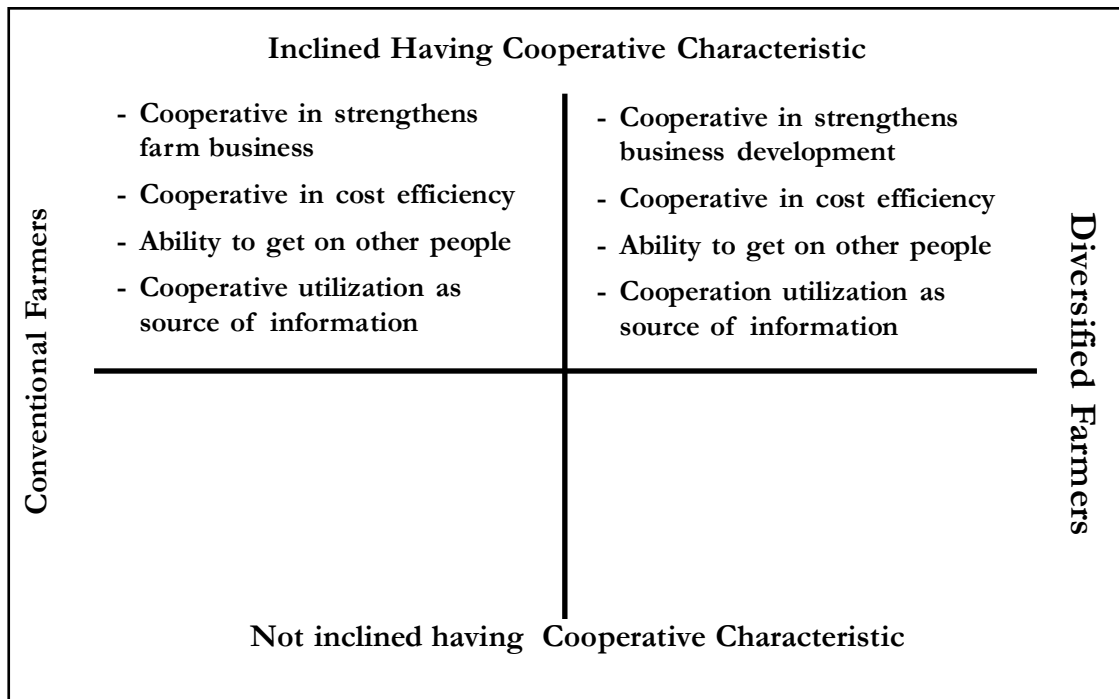 Inclined Having Cooperative Characteristic
Conventional Farmers
- Cooperative in strengthens
farm business
- Cooperative in cost efficiency
- Ability to get on other people
- Cooperative utilization as
source of information
- Cooperative in strengthens
business development
- Cooperative in cost efficiency
- Ability to get on other people
- Cooperation utilization as
source of information
Diversified Farmers
Not inclined having Cooperative Characteristic